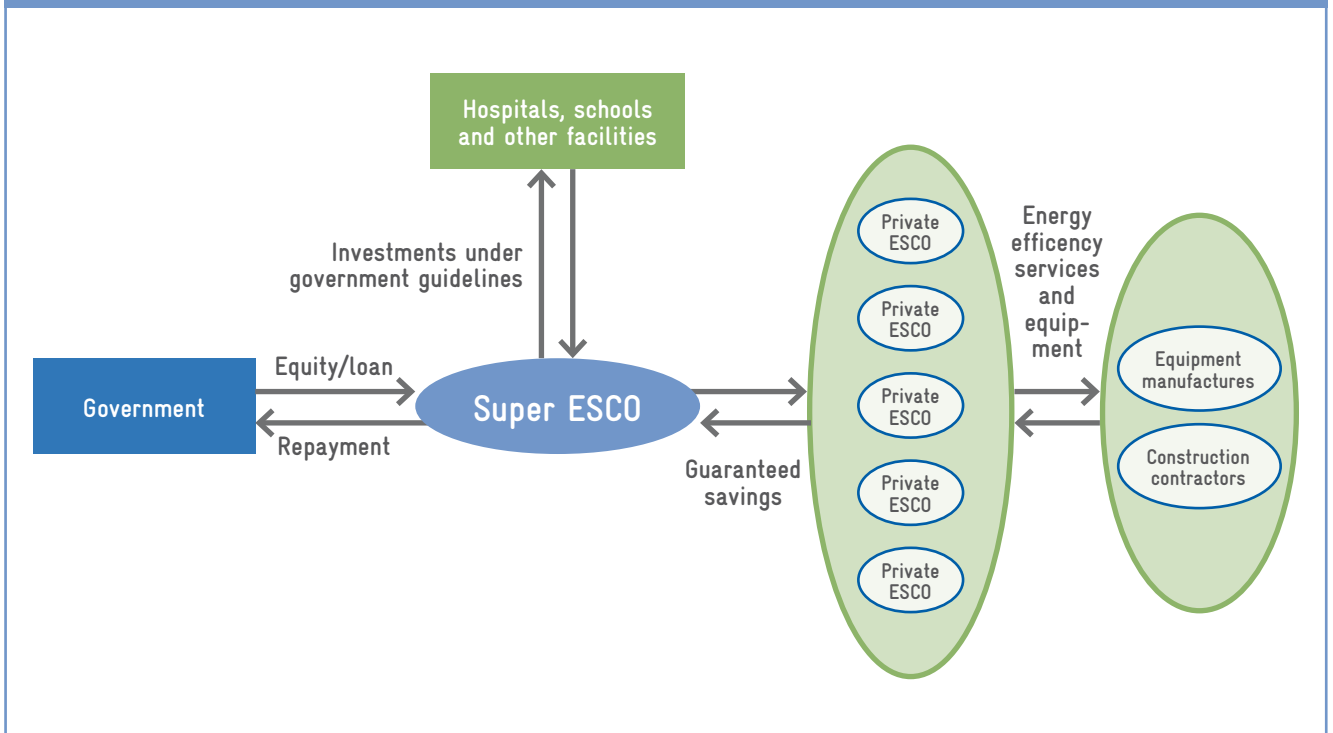 Hospitals, schools
and other facilities
Investments under
government guidelines
Government
Equity/loan
Repayment
Super ESCO
Guaranteed
savings
Private
ESCO
Private
ESCO
Private
ESCO
Private
ESCO
Private
ESCO
Energy
efficency
services
and
equip-
ment
Equipment
manufactures
Construction
contractors